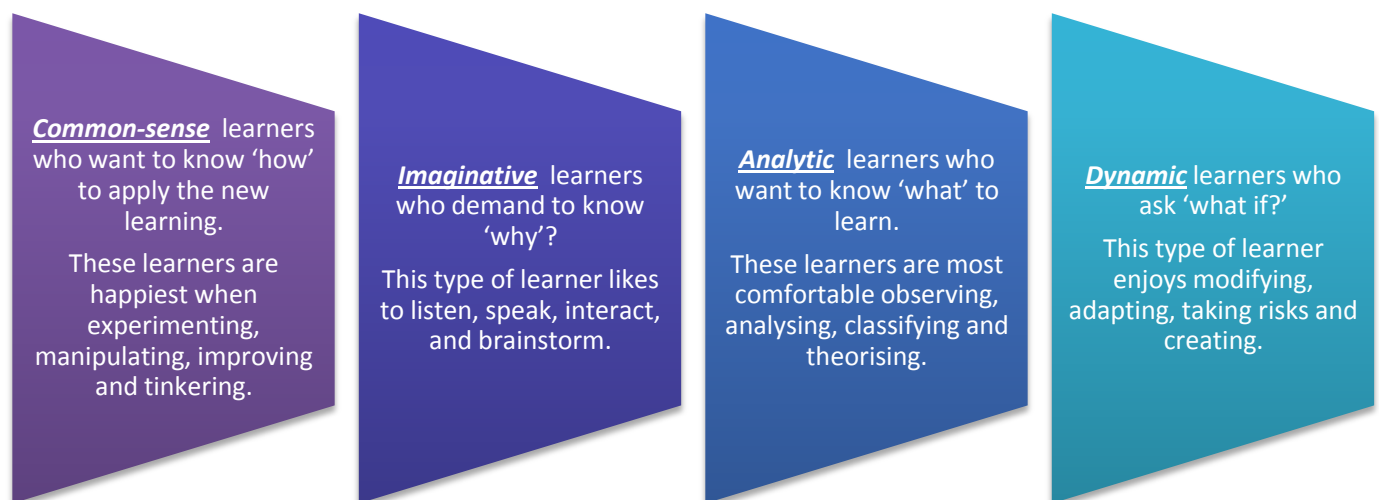 Common-sense learners
who want to know ‘how’
to apply the new
learning.
These learners are
happiest when
experimenting,
manipulating, improving
and tinkering.
Imaginative learners
who demand to know
‘why’?
This type of learner likes
to listen, speak, interact,
and brainstorm.
Analytic learners who
want to know ‘what’ to
learn.
These learners are most
comfortable observing,
analysing, classifying and
theorising.
Dynamic learners who
ask ‘what if?’
This type of learner
enjoys modifying,
adapting, taking risks and
creating.